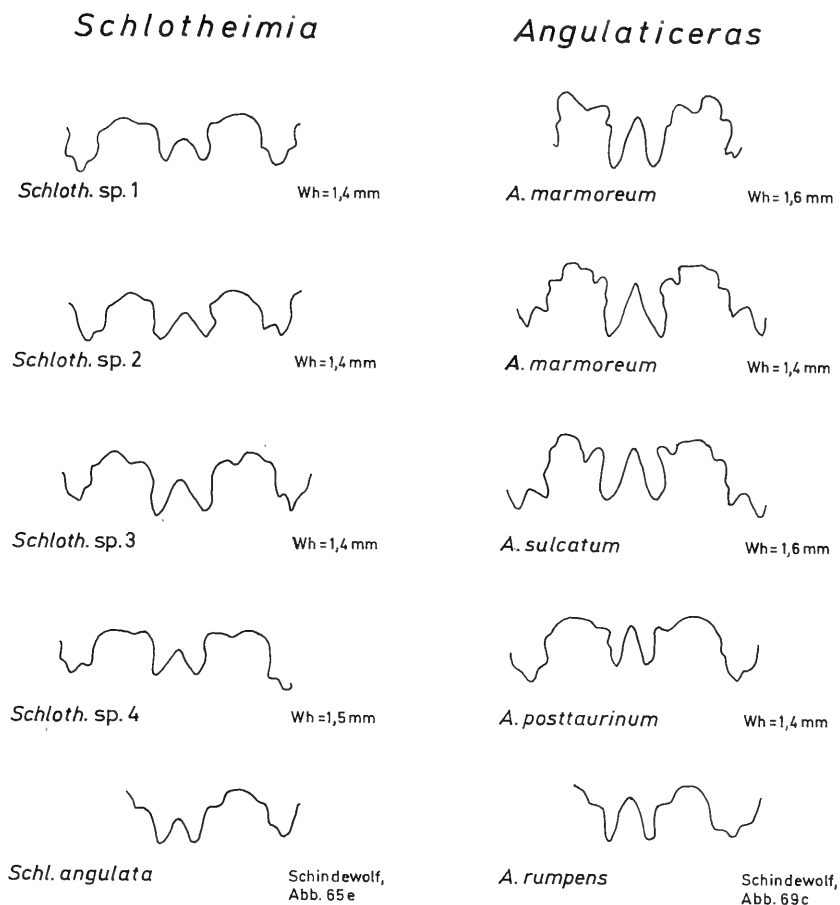 Schlotheimia Angulaticeras
Schloth. sp. 1 Wh = 1,4 mm A. marmoreum Wh = 1,6 mm
Schloth. sp. 2 Wh = 1,4 mm A. marmoreum Wh = 1,4 mm
Schloth. sp. 3 Wh = 1,4 mm A. sulcatum Wh = 1,6 mm
Schloth. sp. 4 Wh = 1,5 mm A. posttaurinum Wh = 1,4 mm
Schl. angulata Schindewolf, A. rumpens Schindewolf,
Abb. 65 e Abb. 69 c